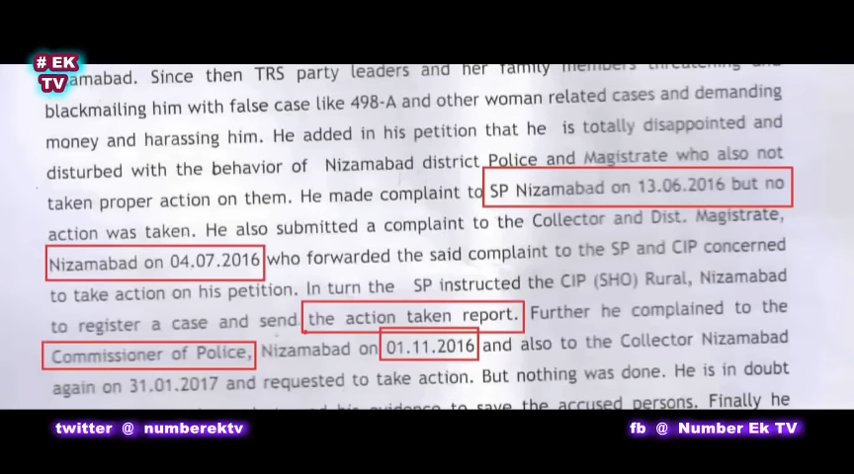 # EK
TV
amabad. Since then TRS party leaders and her family members threatening and
blackmailing him with false case like 498-A and other woman related cases and demanding
money and harassing him. He added in his petition that he is totally disappointed and
disturbed with the behavior of Nizamabad district Police and Magistrate who also not
taken proper action on them. He made complaint to SP Nizamabad on 13.06.2016 but no
action was taken. He also submitted a complaint to the Collector and Dist. Magistrate,
Nizamabad on 04.07.2016 who forwarded the said complaint to the SP and CIP concerned
to take action on his petition. In turn the SP instructed the CIP (SHO) Rural, Nizamabad
to register a case and send the action taken report. Further he complained to the
Commissioner of Police, Nizamabad on 01.11.2016 and also to the Collector Nizamabad
again on 31.01.2017 and requested to take action. But nothing was done. He is in doubt
his evidence to save the accused persons. Finally he
twitter @ numberektv
fb @ Number Ek TV